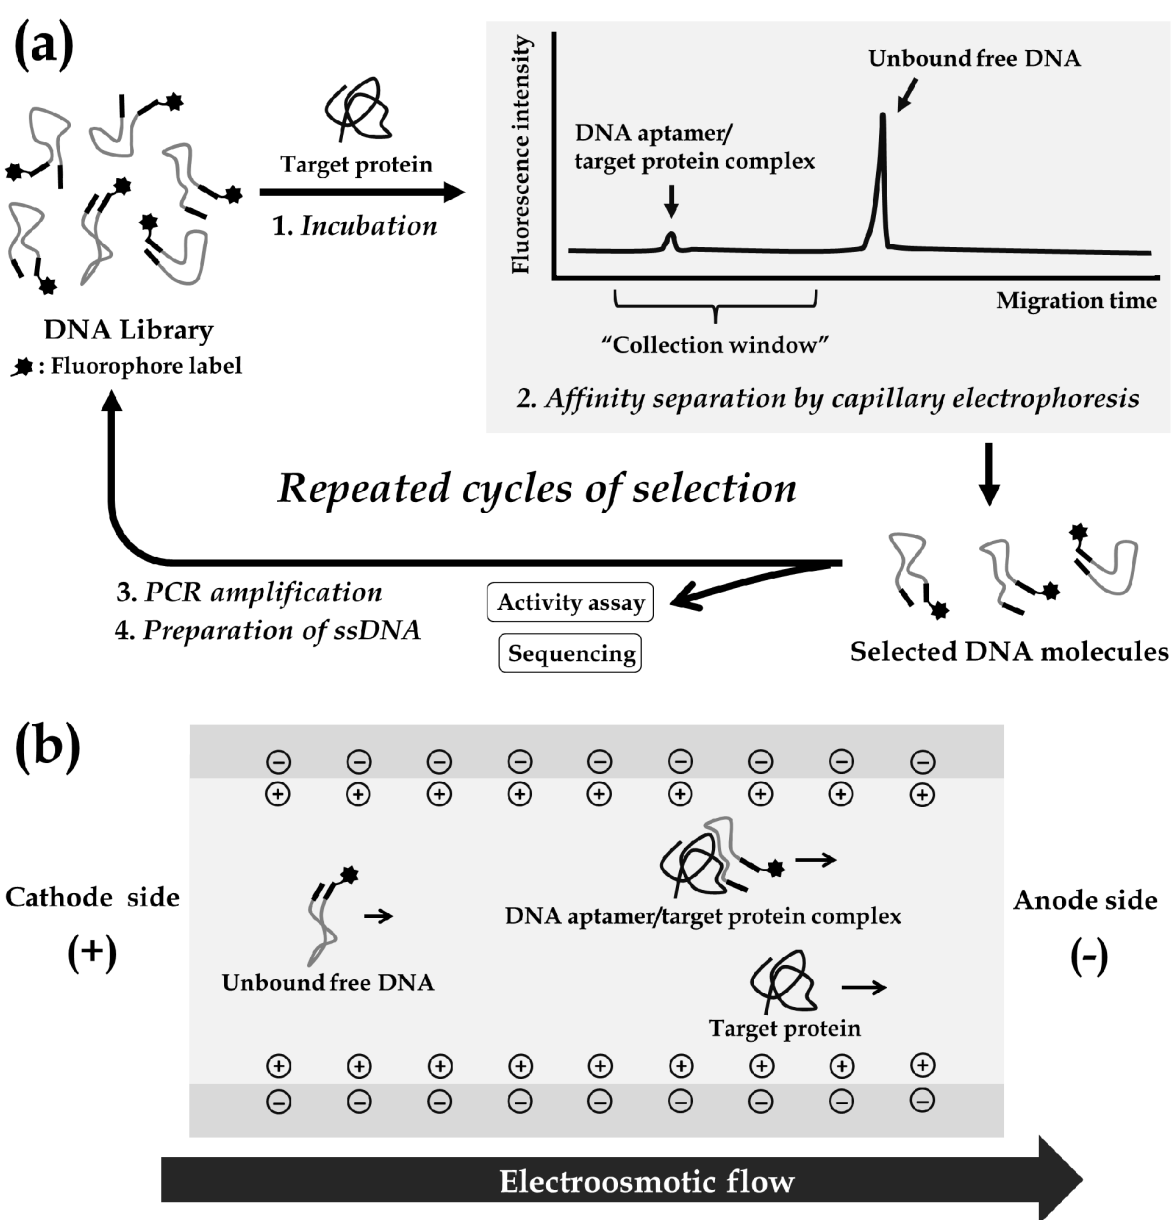 (a)
Target protein
1. Incubation
DNA Library
: Fluorophore label
Fluorescence intensity
Unbound free DNA
DNA aptamer/
target protein complex
Migration time
“Collection window”
2. Affinity separation by capillary electrophoresis
Repeated cycles of selection
3. PCR amplification
4. Preparation of ssDNA
Activity assay
Sequencing
Selected DNA molecules
(b)
− − − − − − − − −
+ + + + + + + + +
Cathode side
(+)
Unbound free DNA
DNA aptamer/target protein complex
Target protein
Anode side
(-)
+ + + + + + + + +
− − − − − − − − −
Electroosmotic flow